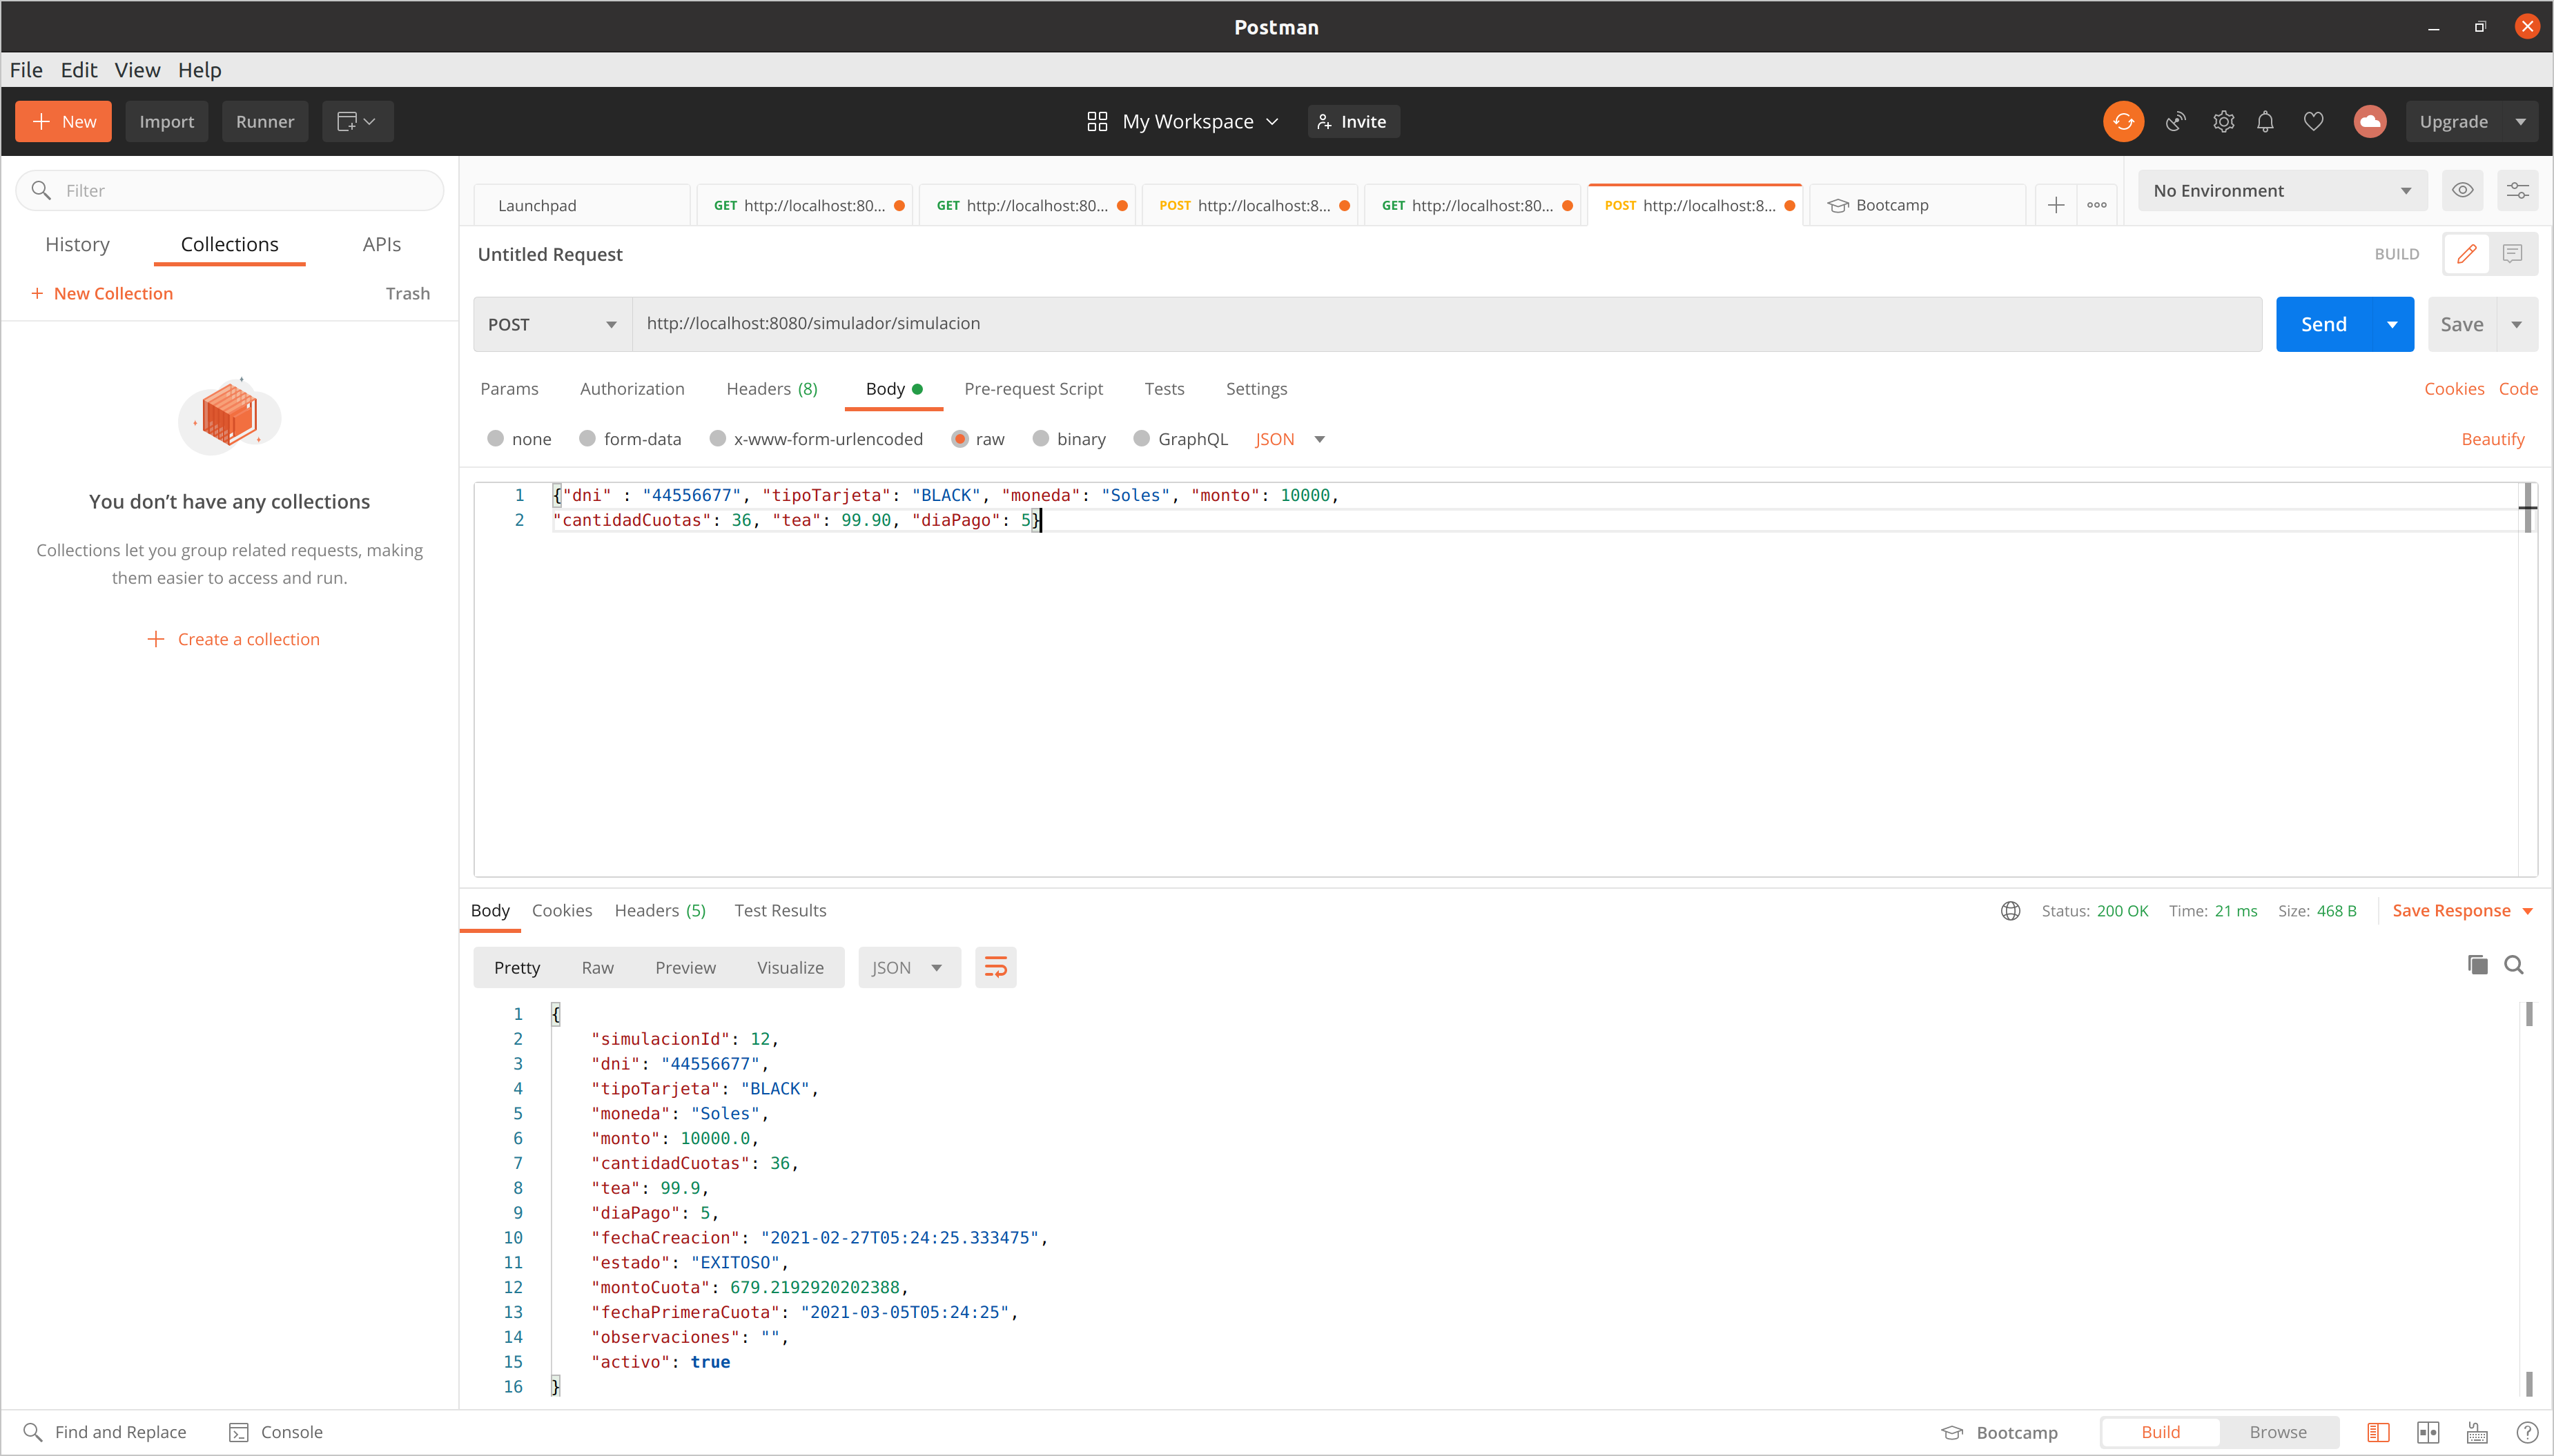 Postman
File Edit View Help
New Import Runner My Workspace Invite Upgrade
Filter
History Collections APIs
+ New Collection Trash
You don't have any collections
Collections let you group related requests, making
them easier to access and run.
+ Create a collection
Launchpad GET http://localhost:80... GET http://localhost:80... POST http://localhost:8... GET http://localhost:80... POST http://localhost:8... Bootcamp
No Environment
Untitled Request BUILD
POST http://localhost:8080/simulador/simulacion Send Save
Params Authorization Headers (8) Body Pre-request Script Tests Settings Cookies Code
none form-data x-www-form-urlencoded raw binary GraphQL JSON Beautify
1 {"dni" : "44556677", "tipoTarjeta": "BLACK", "moneda": "Soles", "monto": 10000,
2 "cantidadCuotas": 36, "tea": 99.90, "diaPago": 5}
Body Cookies Headers (5) Test Results Status: 200 OK Time: 21 ms Size: 468 B Save Response
Pretty Raw Preview Visualize JSON
1 {
2 "simulacionId": 12,
3 "dni": "44556677",
4 "tipoTarjeta": "BLACK",
5 "moneda": "Soles",
6 "monto": 10000.0,
7 "cantidadCuotas": 36,
8 "tea": 99.9,
9 "diaPago": 5,
10 "fechaCreacion": "2021-02-27T05:24:25.333475",
11 "estado": "EXITOSO",
12 "montoCuota": 679.2192920202388,
13 "fechaPrimeraCuota": "2021-03-05T05:24:25",
14 "observaciones": "",
15 "activo": true
16 }
Find and Replace Console Bootcamp Build Browse